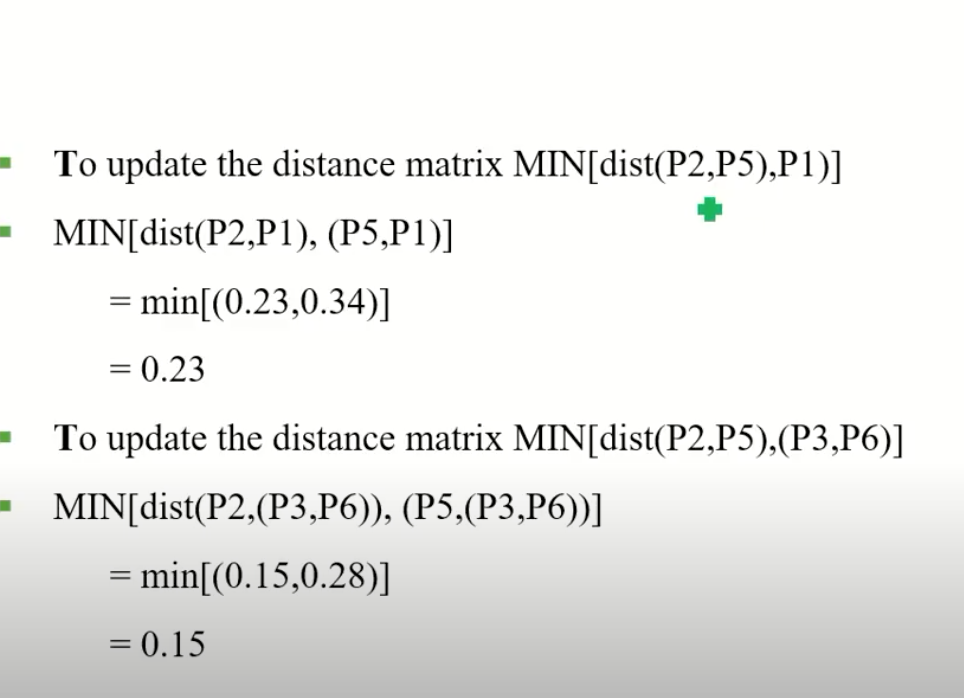 To update the distance matrix MIN[dist(P2,P5),P1)]
MIN[dist(P2,P1), (P5,P1)]
= min[(0.23,0.34)]
= 0.23
To update the distance matrix MIN[dist(P2,P5),(P3,P6)]
MIN[dist(P2,(P3,P6)), (P5,(P3,P6))]
= min[(0.15,0.28)]
= 0.15